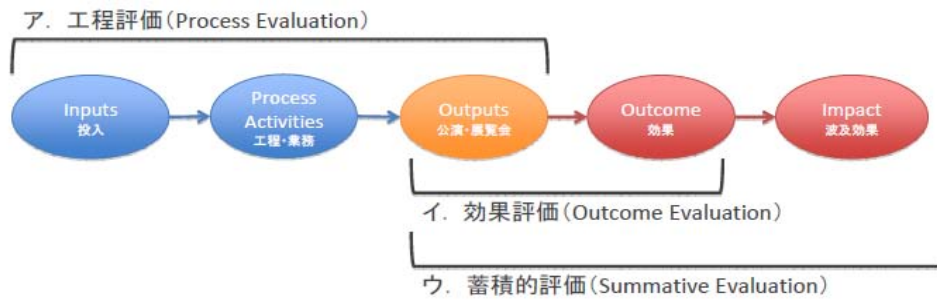 ア．工程評価(Process Evaluation)
Inputs
投入
Process
Activities
工程・業務
Outputs
公演・展覧会
Outcome
効果
Impact
波及効果
イ．効果評価(Outcome Evaluation)
ウ．蓄積的評価(Summative Evaluation)